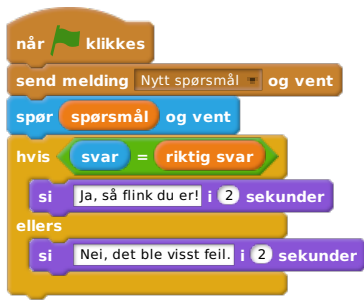 når klikkes
send melding Nytt spørsmål og vent
spør spørsmål og vent
hvis svar = riktig svar
si Ja, så flink du er! i 2 sekunder
ellers
si Nei, det ble visst feil. i 2 sekunder